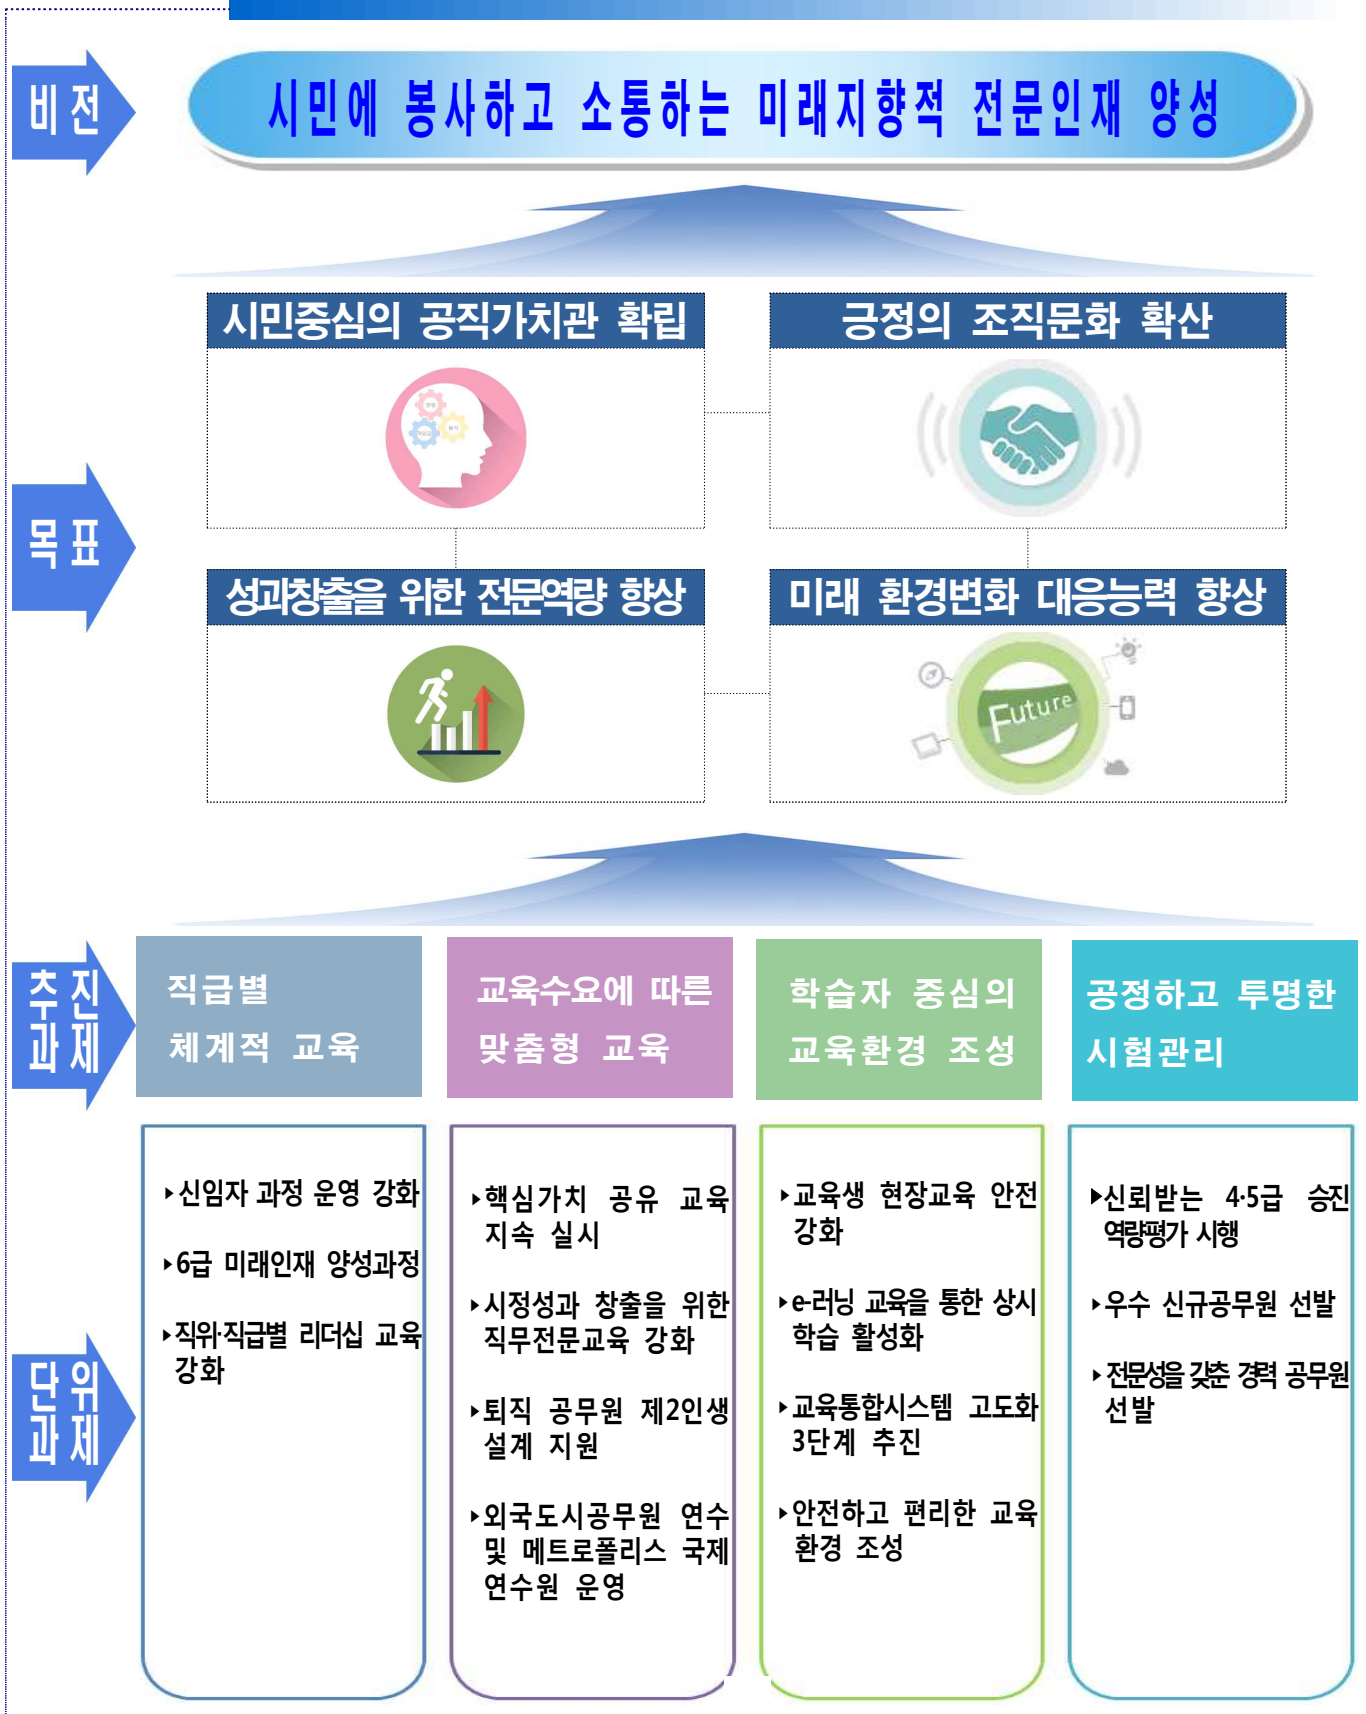 비전
시민에 봉사하고 소통하는 미래지향적 전문인재 양성
목표
시민중심의 공직가치관 확립
긍정의 조직문화 확산
성과창출을 위한 전문역량 향상
미래 환경변화 대응능력 향상
Future
추진
과제
직급별
체계적 교육
교육수요에 따른
맞춤형 교육
학습자 중심의
교육환경 조성
공정하고 투명한
시험관리
단위
과제
▸신임자 과정 운영 강화
▸6급 미래인재 양성과정
▸직위·직급별 리더십 교육
강화
▸핵심가치 공유 교육
지속 실시
▸시정성과 창출을 위한
직무전문교육 강화
▸퇴직 공무원 제2인생
설계 지원
▸외국도시공무원 연수
및 메트로폴리스 국제
연수원 운영
▸교육생 현장교육 안전
강화
▸e-러닝 교육을 통한 상시
학습 활성화
▸교육통합시스템 고도화
3단계 추진
▸안전하고 편리한 교육
환경 조성
▸신뢰받는 4·5급 승진
역량평가 시행
▸우수 신규공무원 선발
▸전문성을 갖춘 경력 공무원
선발